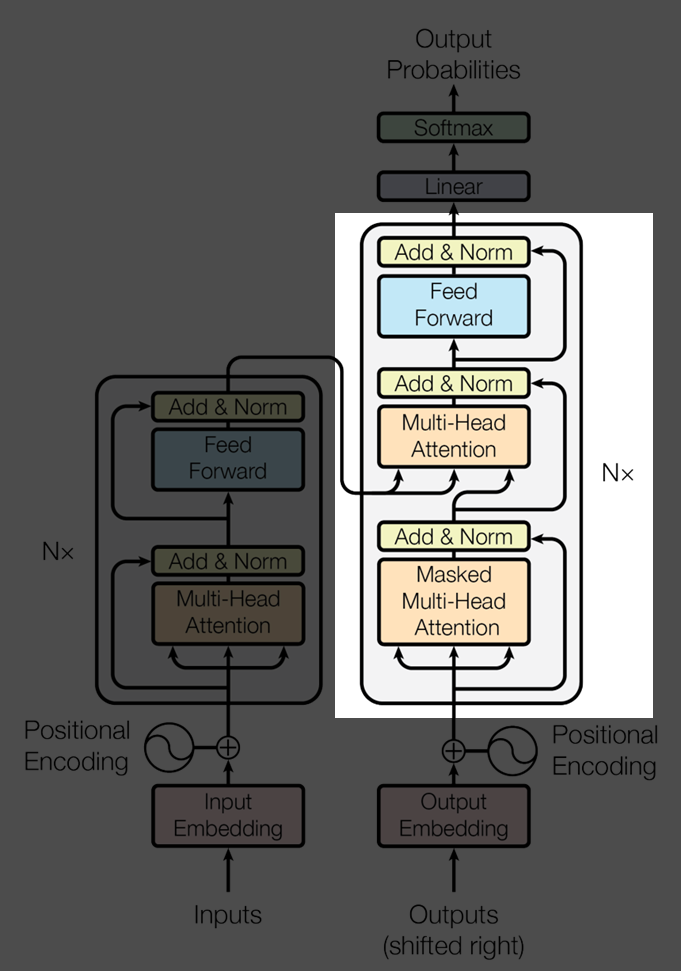 Output
Probabilities
Softmax
Linear
Add & Norm
Feed
Forward
Add & Norm
Multi-Head
Attention
Add & Norm
Masked
Multi-Head
Attention
N×
Add & Norm
Feed
Forward
Add & Norm
Multi-Head
Attention
N×
Positional
Encoding
Positional
Encoding
Input
Embedding
Output
Embedding
Inputs
Outputs
(shifted right)